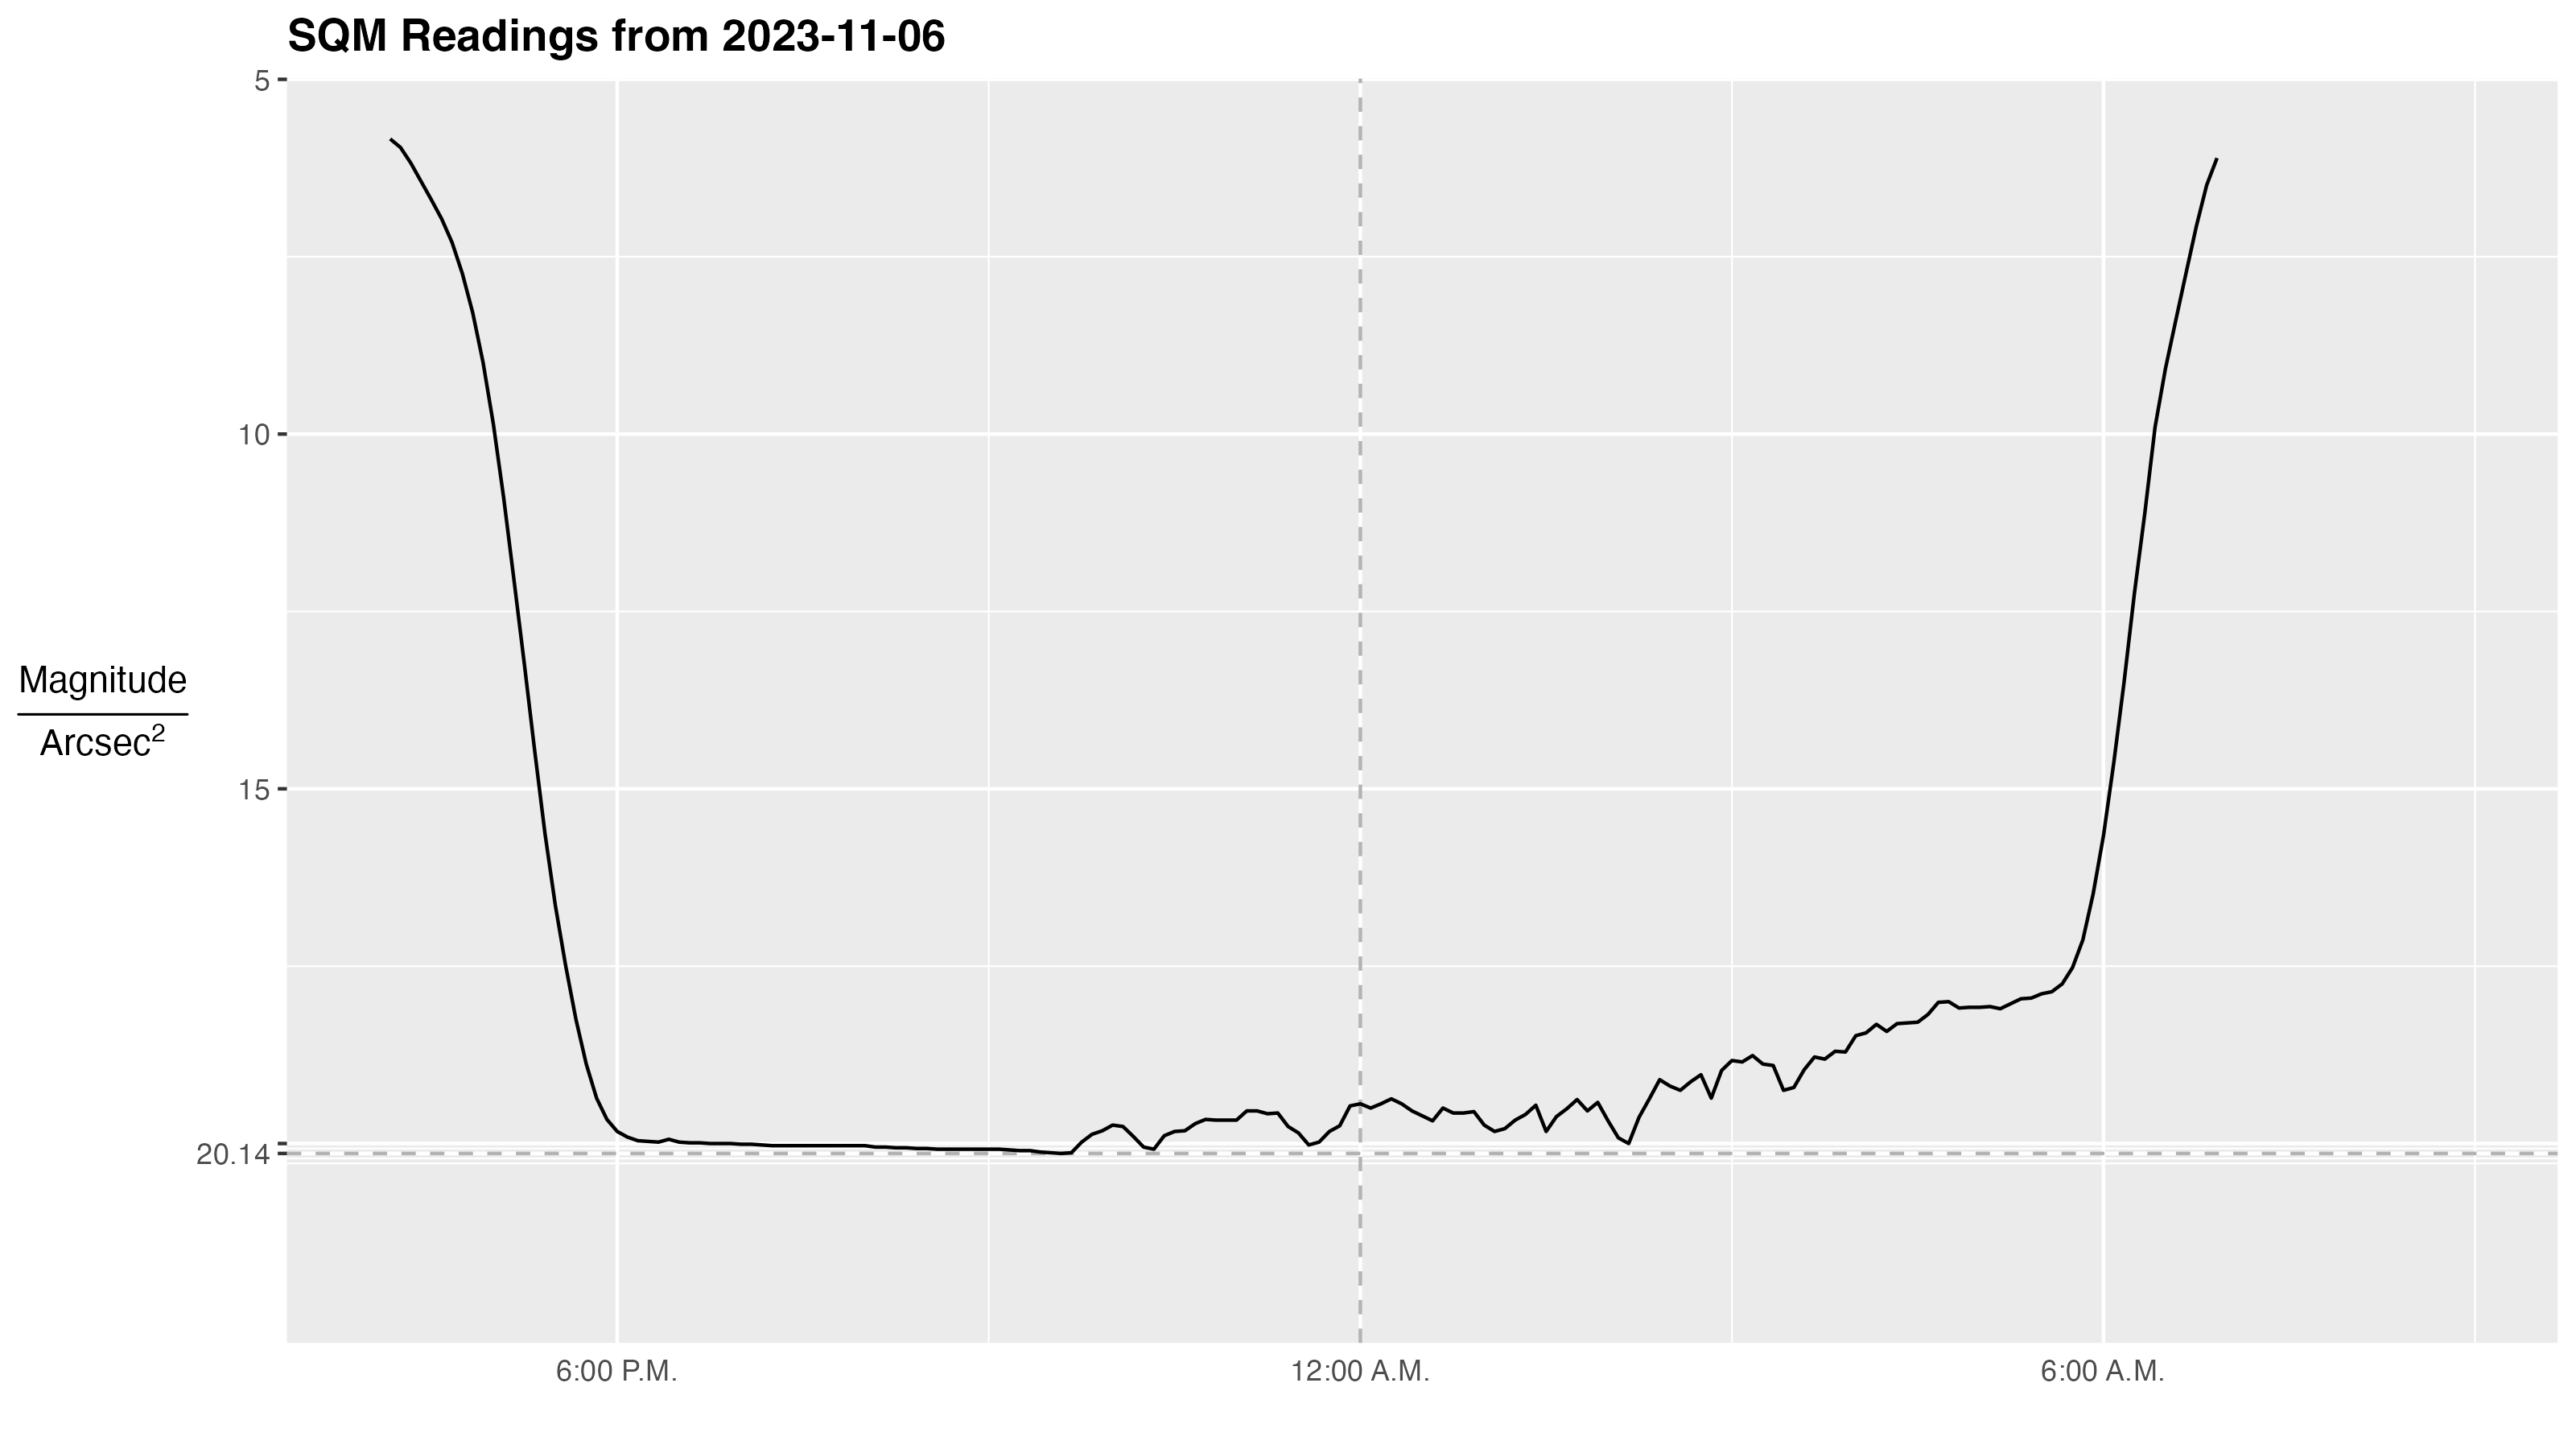 SQM Readings from 2023-11-06
5
10
15
20.14
Magnitude
Arcsec²
6:00 P.M.
12:00 A.M.
6:00 A.M.